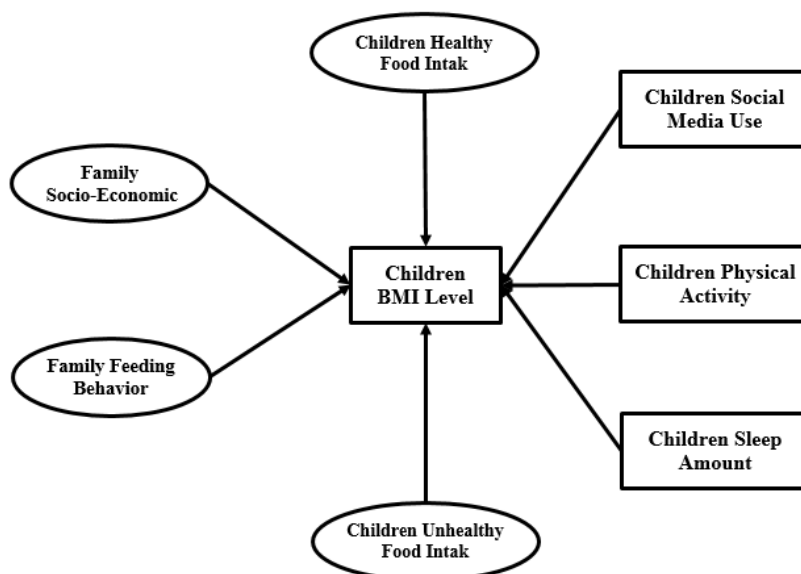 Children Healthy
Food Intak
Children Social
Media Use
Family
Socio-Economic
Children
BMI Level
Children Physical
Activity
Family Feeding
Behavior
Children Sleep
Amount
Children Unhealthy
Food Intak